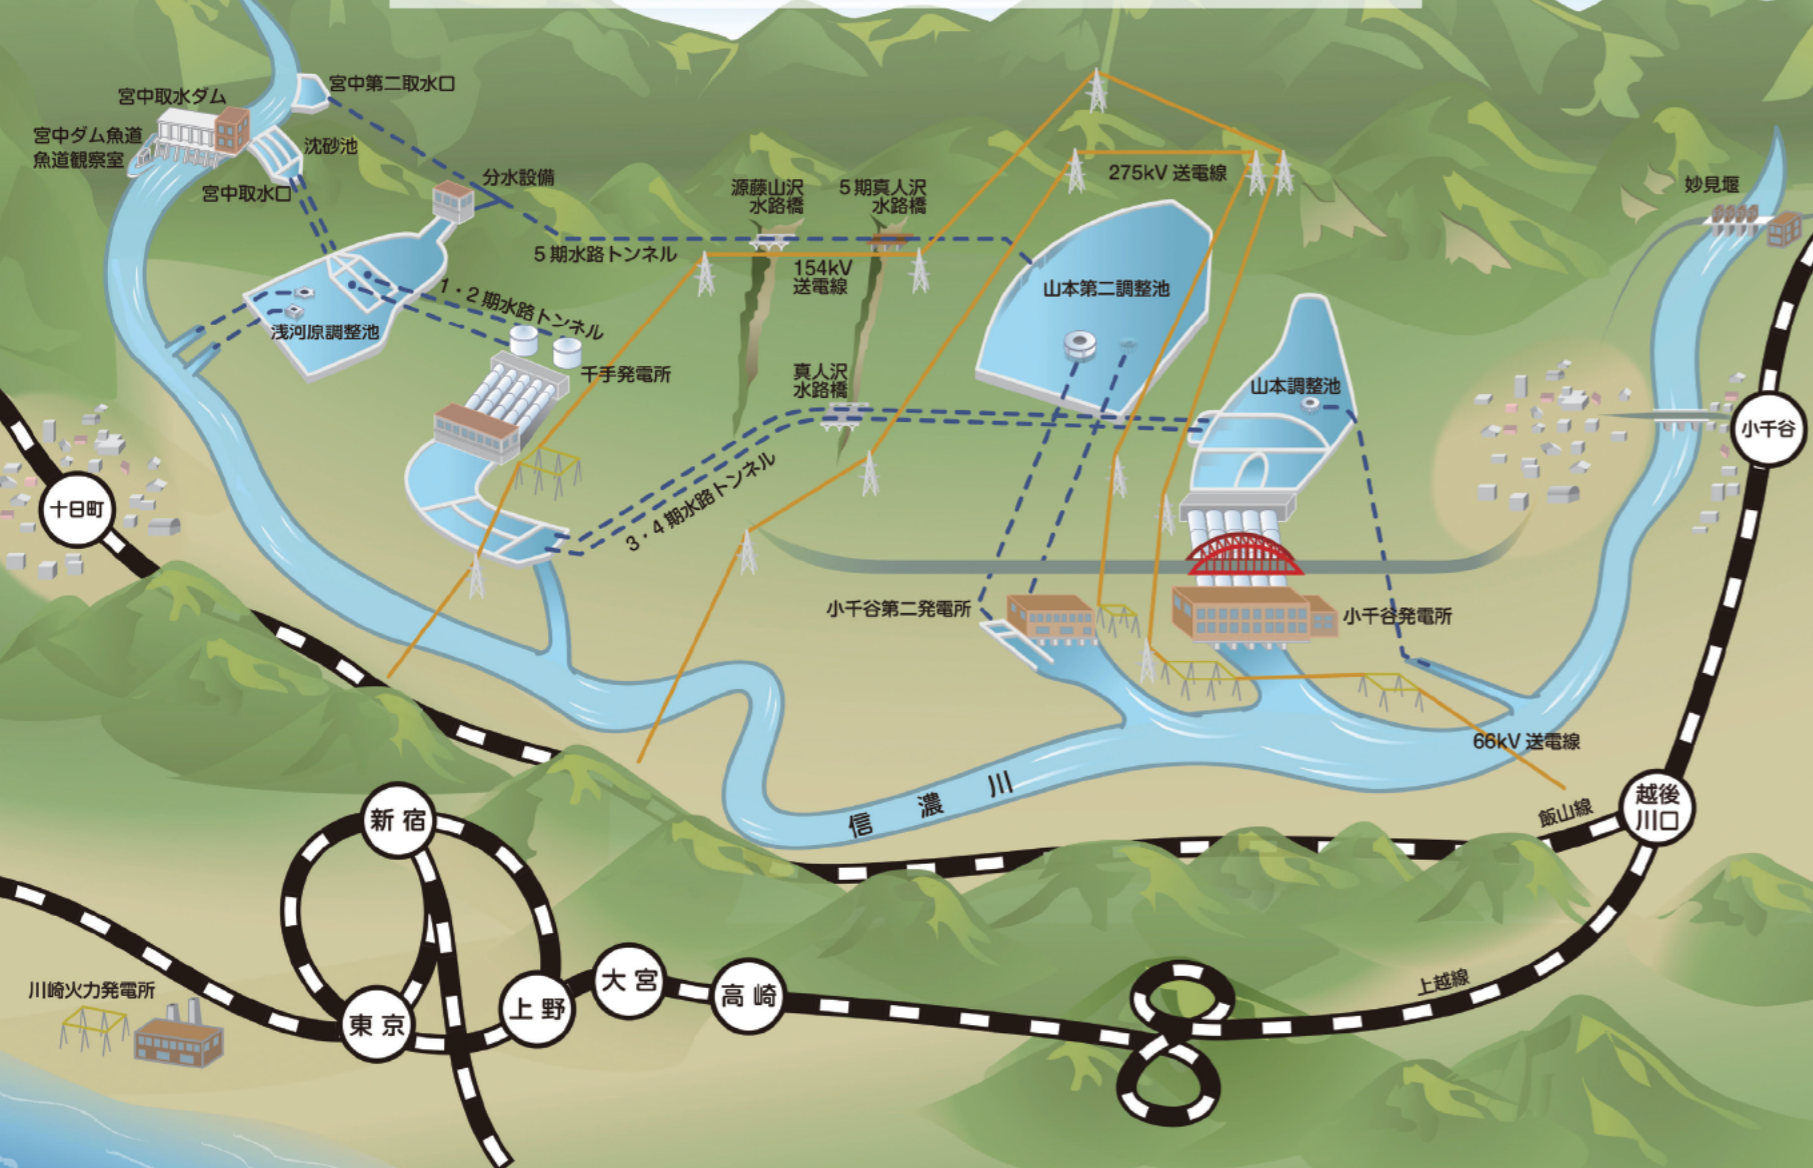 宮中第二取水口
宮中取水ダム
宮中ダム魚道
魚道観察室
沈砂池
宮中取水口
分水設備
源藤山沢
水路橋
5期真人沢
水路橋
275kV 送電線
妙見堰
5期水路トンネル
154kV
送電線
1・2期水路トンネル
山本第二調整池
浅河原調整池
千手発電所
真人沢
水路橋
山本調整池
小千谷
十日町
3・4期水路トンネル
小千谷第二発電所
小千谷発電所
66kV 送電線
信濃川
飯山線
越後
川口
新宿
大宮
高崎
上野
東京
上越線
川崎火力発電所